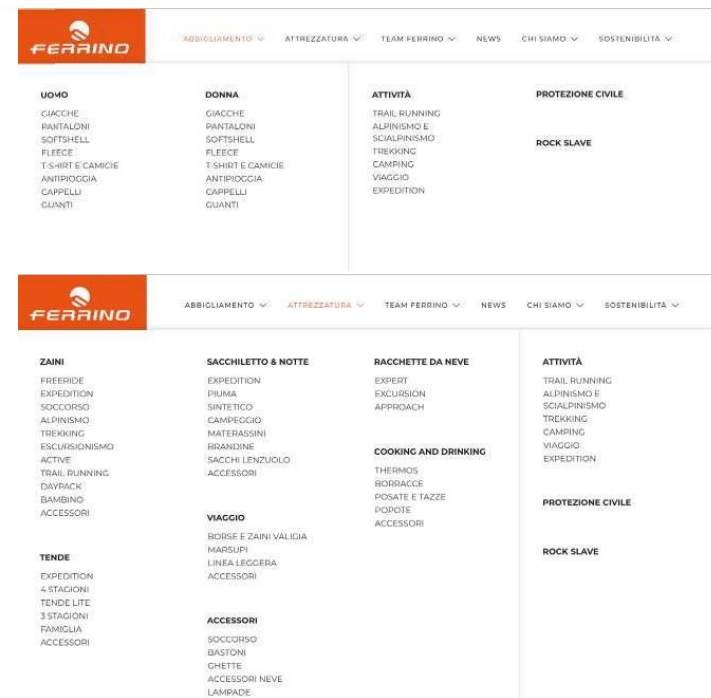 FERRINO
ABBIGLIAMENTO ATTREZZATURA TEAM FERRINO NEWS CHI SIAMO SOSTENIBILITÀ
UOMO
GIACCHE
PANTALONI
SOFTSHELL
FLEECE
T-SHIRT E CAMICIE
ANTIPIOGGIA
CAPPELLI
GUANTI
DONNA
GIACCHE
PANTALONI
SOFTSHELL
FLEECE
T-SHIRT E CAMICIE
ANTIPIOGGIA
CAPPELLI
GUANTI
ATTIVITÀ
TRAIL RUNNING
ALPINISMO E
SCIALPINISMO
TREKKING
CAMPING
VIAGGIO
EXPEDITION
PROTEZIONE CIVILE
ROCK SLAVE
FERRINO
ABBIGLIAMENTO ATTREZZATURA TEAM FERRINO NEWS CHI SIAMO SOSTENIBILITÀ
ZAINI
FREERIDE
EXPEDITION
SOCCORSO
ALPINISMO
TREKKING
ESCURSIONISMO
ACTIVE
TRAIL RUNNING
DAYPACK
BAMBINO
ACCESSORI
TENDE
EXPEDITION
4 STAGIONI
TENDE LITE
3 STAGIONI
FAMIGLIA
ACCESSORI
SACCHILETTO & NOTTE
EXPEDITION
PIUMA
SINTETICO
CAMPEGGIO
MATERASSINI
BRANDINE
SACCHI LENZUOLO
ACCESSORI
VIAGGIO
BORSE E ZAINI VALIGIA
MARSUPI
LINEA LEGGERA
ACCESSORI
ACCESSORI
SOCCORSO
BASTONI
GHETTE
ACCESSORI NEVE
LAMPADE
RACCHETTE DA NEVE
EXPERT
EXCURSION
APPROACH
COOKING AND DRINKING
THERMOS
BORRACCE
POSATE E TAZZE
POPOTE
ACCESSORI
ATTIVITÀ
TRAIL RUNNING
ALPINISMO E
SCIALPINISMO
TREKKING
CAMPING
VIAGGIO
EXPEDITION
PROTEZIONE CIVILE
ROCK SLAVE